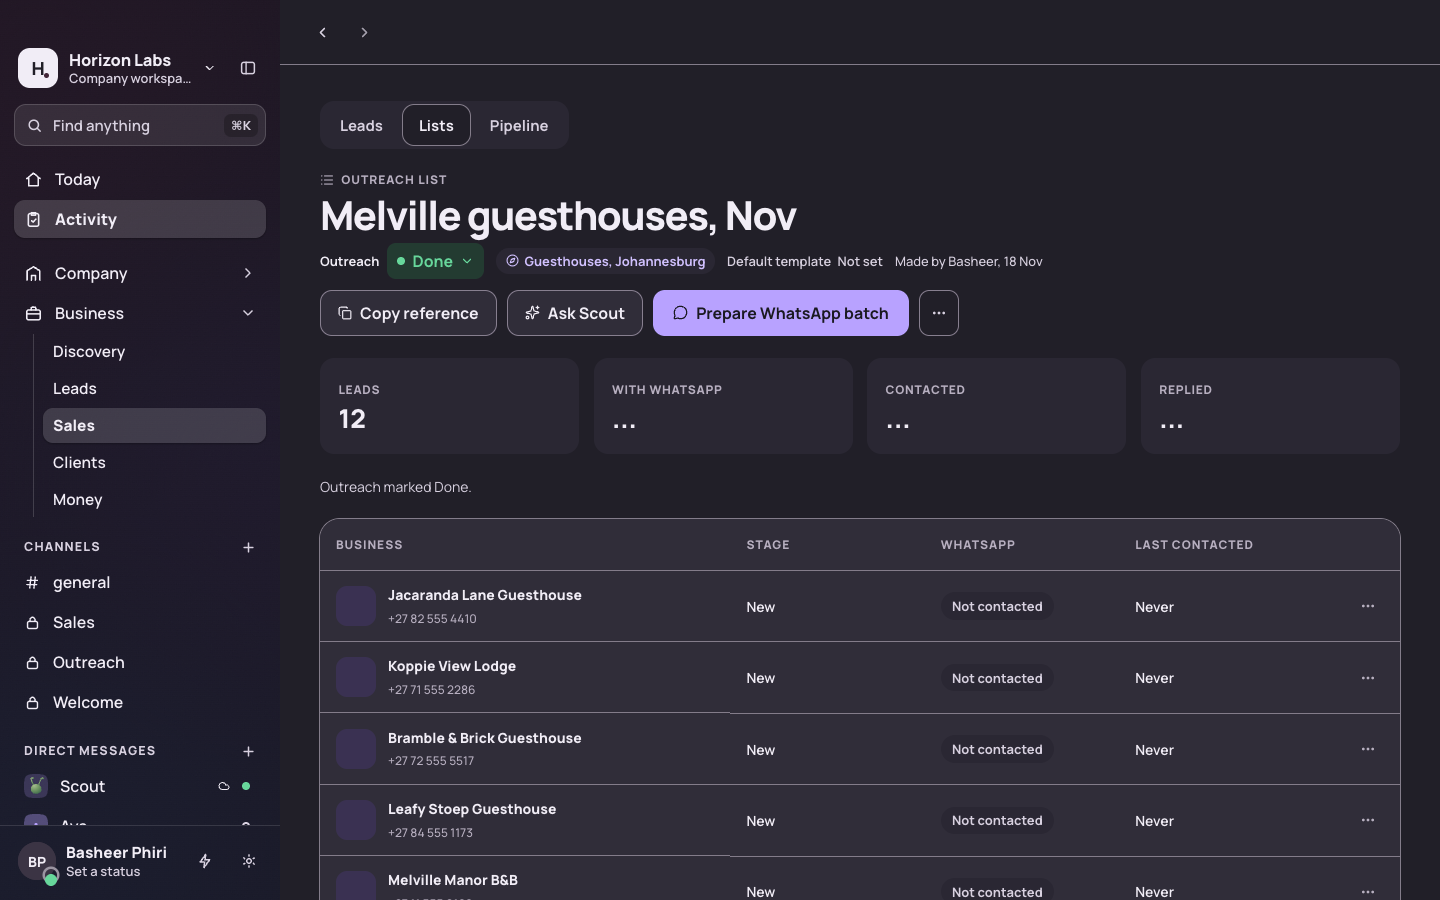 H.
Horizon Labs
Company workspa...
Find anything
⌘K
Today
Activity
Company
Business
Discovery
Leads
Sales
Clients
Money
CHANNELS
# general
Sales
Outreach
Welcome
DIRECT MESSAGES
Scout
BP
Basheer Phiri
Set a status
Leads
Lists
Pipeline
OUTREACH LIST
Melville guesthouses, Nov
Outreach Done Guesthouses, Johannesburg Default template Not set Made by Basheer, 18 Nov
Copy reference
Ask Scout
Prepare WhatsApp batch
LEADS
12
WITH WHATSAPP
...
CONTACTED
...
REPLIED
...
Outreach marked Done.
BUSINESS STAGE WHATSAPP LAST CONTACTED
Jacaranda Lane Guesthouse
+27 82 555 4410
New Not contacted Never
Koppie View Lodge
+27 71 555 2286
New Not contacted Never
Bramble & Brick Guesthouse
+27 72 555 5517
New Not contacted Never
Leafy Stoep Guesthouse
+27 84 555 1173
New Not contacted Never
Melville Manor B&B
New Not contacted Never